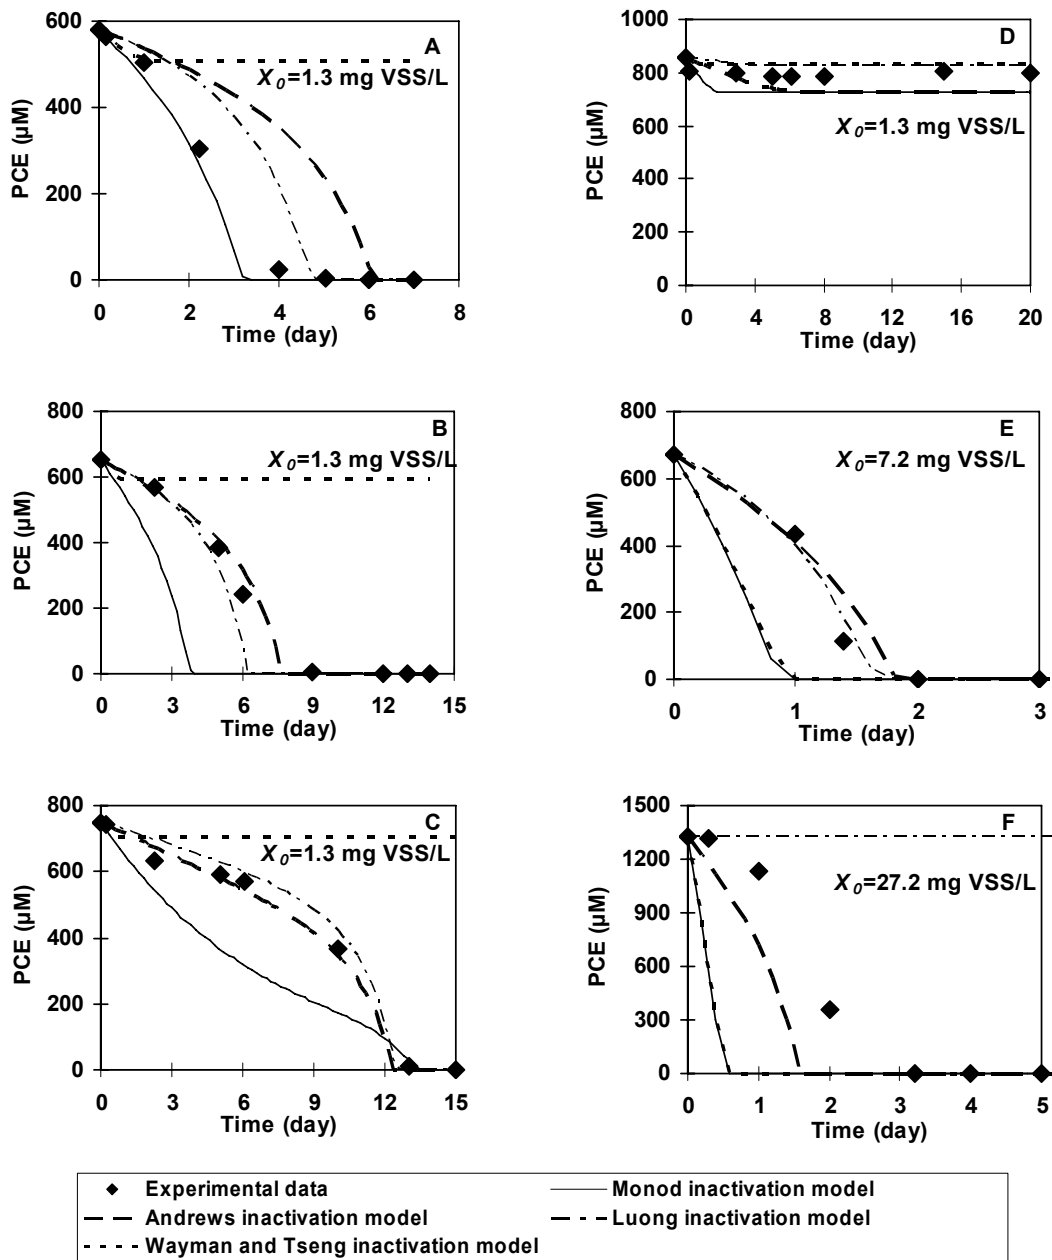 600
400
200
0
PCE (µM)
A
X0=1.3 mg VSS/L
0 2 4 6 8
Time (day)
1000
800
600
400
200
0
PCE (µM)
D
X0=1.3 mg VSS/L
0 4 8 12 16 20
Time (day)
800
600
400
200
0
PCE (µM)
B
X0=1.3 mg VSS/L
0 3 6 9 12 15
Time (day)
800
600
400
200
0
PCE (µM)
E
X0=7.2 mg VSS/L
0 1 2 3
Time (day)
800
600
400
200
0
PCE (µM)
C
X0=1.3 mg VSS/L
0 3 6 9 12 15
Time (day)
1500
1200
900
600
300
0
PCE (µM)
F
X0=27.2 mg VSS/L
0 1 2 3 4 5
Time (day)
Experimental data
Monod inactivation model
Andrews inactivation model
Luong inactivation model
Wayman and Tseng inactivation model